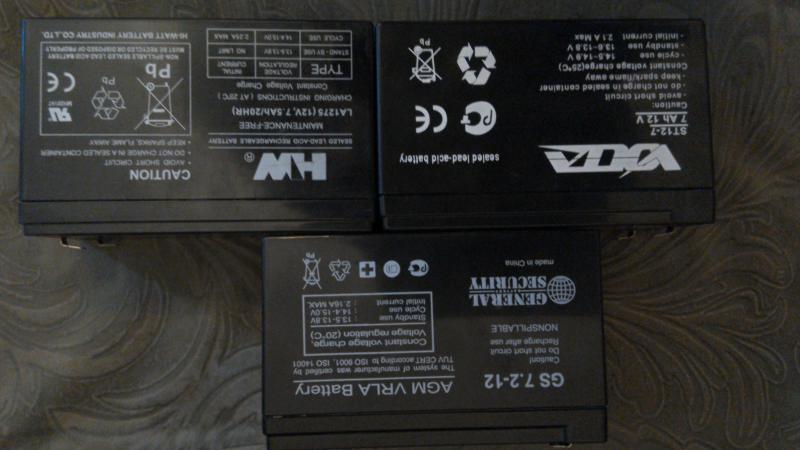 VOLTA
sealed lead-acid battery
ST12-7
7 Ah 12 V
Caution:
- avoid short circuit
- do not charge in sealed container
- keep spark/flame away
Constant voltage charge(25°C)
cycle use 14.5-14.9 V
standby use 13.6-13.8 V
- initial current 2.1 A Max
CE
HW®
SEALED LEAD-ACID RECHARGEABLE BATTERY
MAINTENANCE-FREE
LA1275 (12V, 7.5Ah/20HR)
CHARGING INSTRUCTIONS (AT 25°C)
Constant Voltage Charge
TYPE VOLTAGE REGULATION INITIAL CURRENT
STAND-BY USE 13.5-13.8V NO LIMIT
CYCLE USE 14.4-15.0V 2.25A MAX
CAUTION
• AVOID SHORT CIRCUIT
• DO NOT CHARGE IN A SEALED CONTAINER
• KEEP SPARKS, FLAME AWAY.
Pb
CE
NON-SPILLABLE SEALED LEAD-ACID BATTERY
MUST BE RECYCLED OR DISPOSED OF PROPERLY
HI-WATT BATTERY INDUSTRY CO.,LTD.
GS 7.2-12
Caution!
Do not short circuit
Recharge after use
NONSPILLABLE
GENERAL
SECURITY
made in China
AGM VRLA Battery
The system of manufacturer was certified by
TUV CERT according to ISO 9001, ISO 14001
Constant voltage charge,
Voltage regulation (20°C)
Standby use : 13.5-13.8V
Cycle use : 14.4-15.0V
Initial current : 2.16A MAX.
Pb